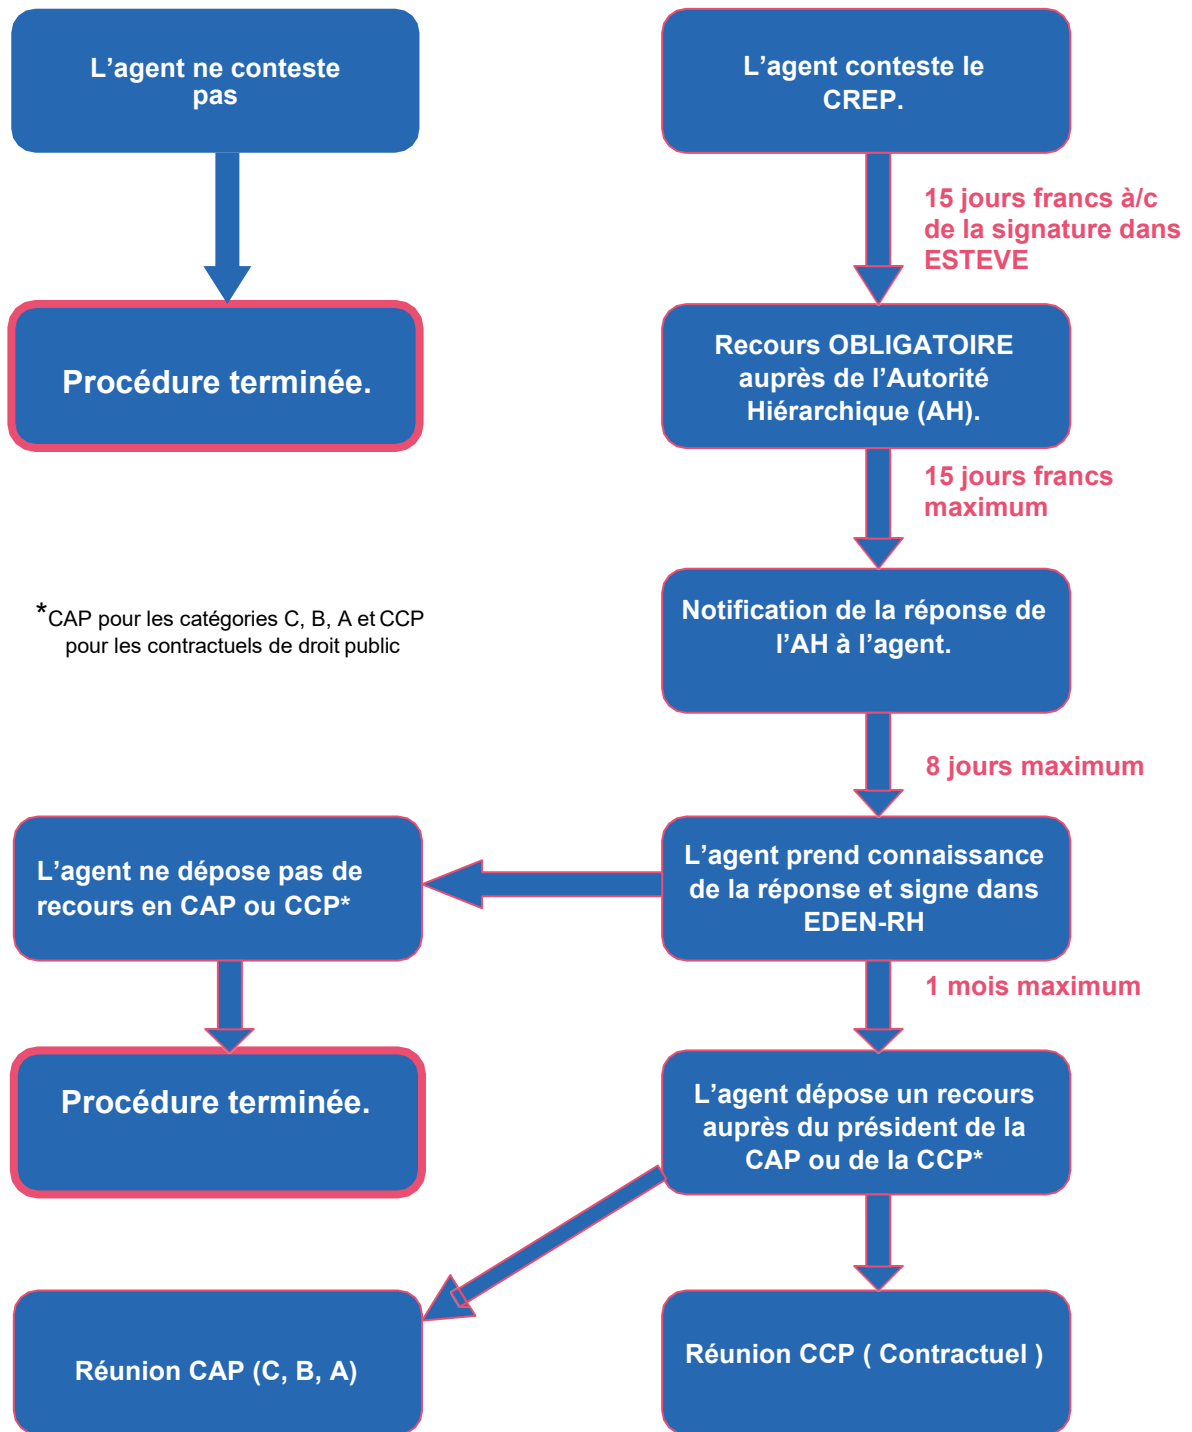 L’agent ne conteste
pas
L’agent conteste le
CREP.
15 jours francs à/c
de la signature dans
ESTEVE
Procédure terminée.
Recours OBLIGATOIRE
auprès de l’Autorité
Hiérarchique (AH).
15 jours francs
maximum
*CAP pour les catégories C, B, A et CCP
pour les contractuels de droit public
Notification de la réponse de
l’AH à l’agent.
8 jours maximum
L’agent ne dépose pas de
recours en CAP ou CCP*
L’agent prend connaissance
de la réponse et signe dans
EDEN-RH
1 mois maximum
Procédure terminée.
L’agent dépose un recours
auprès du président de la
CAP ou de la CCP*
Réunion CAP (C, B, A)
Réunion CCP ( Contractuel )